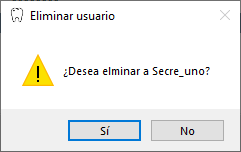 Eliminar usuario
¿Desea elminar a Secre_uno?
Sí
No